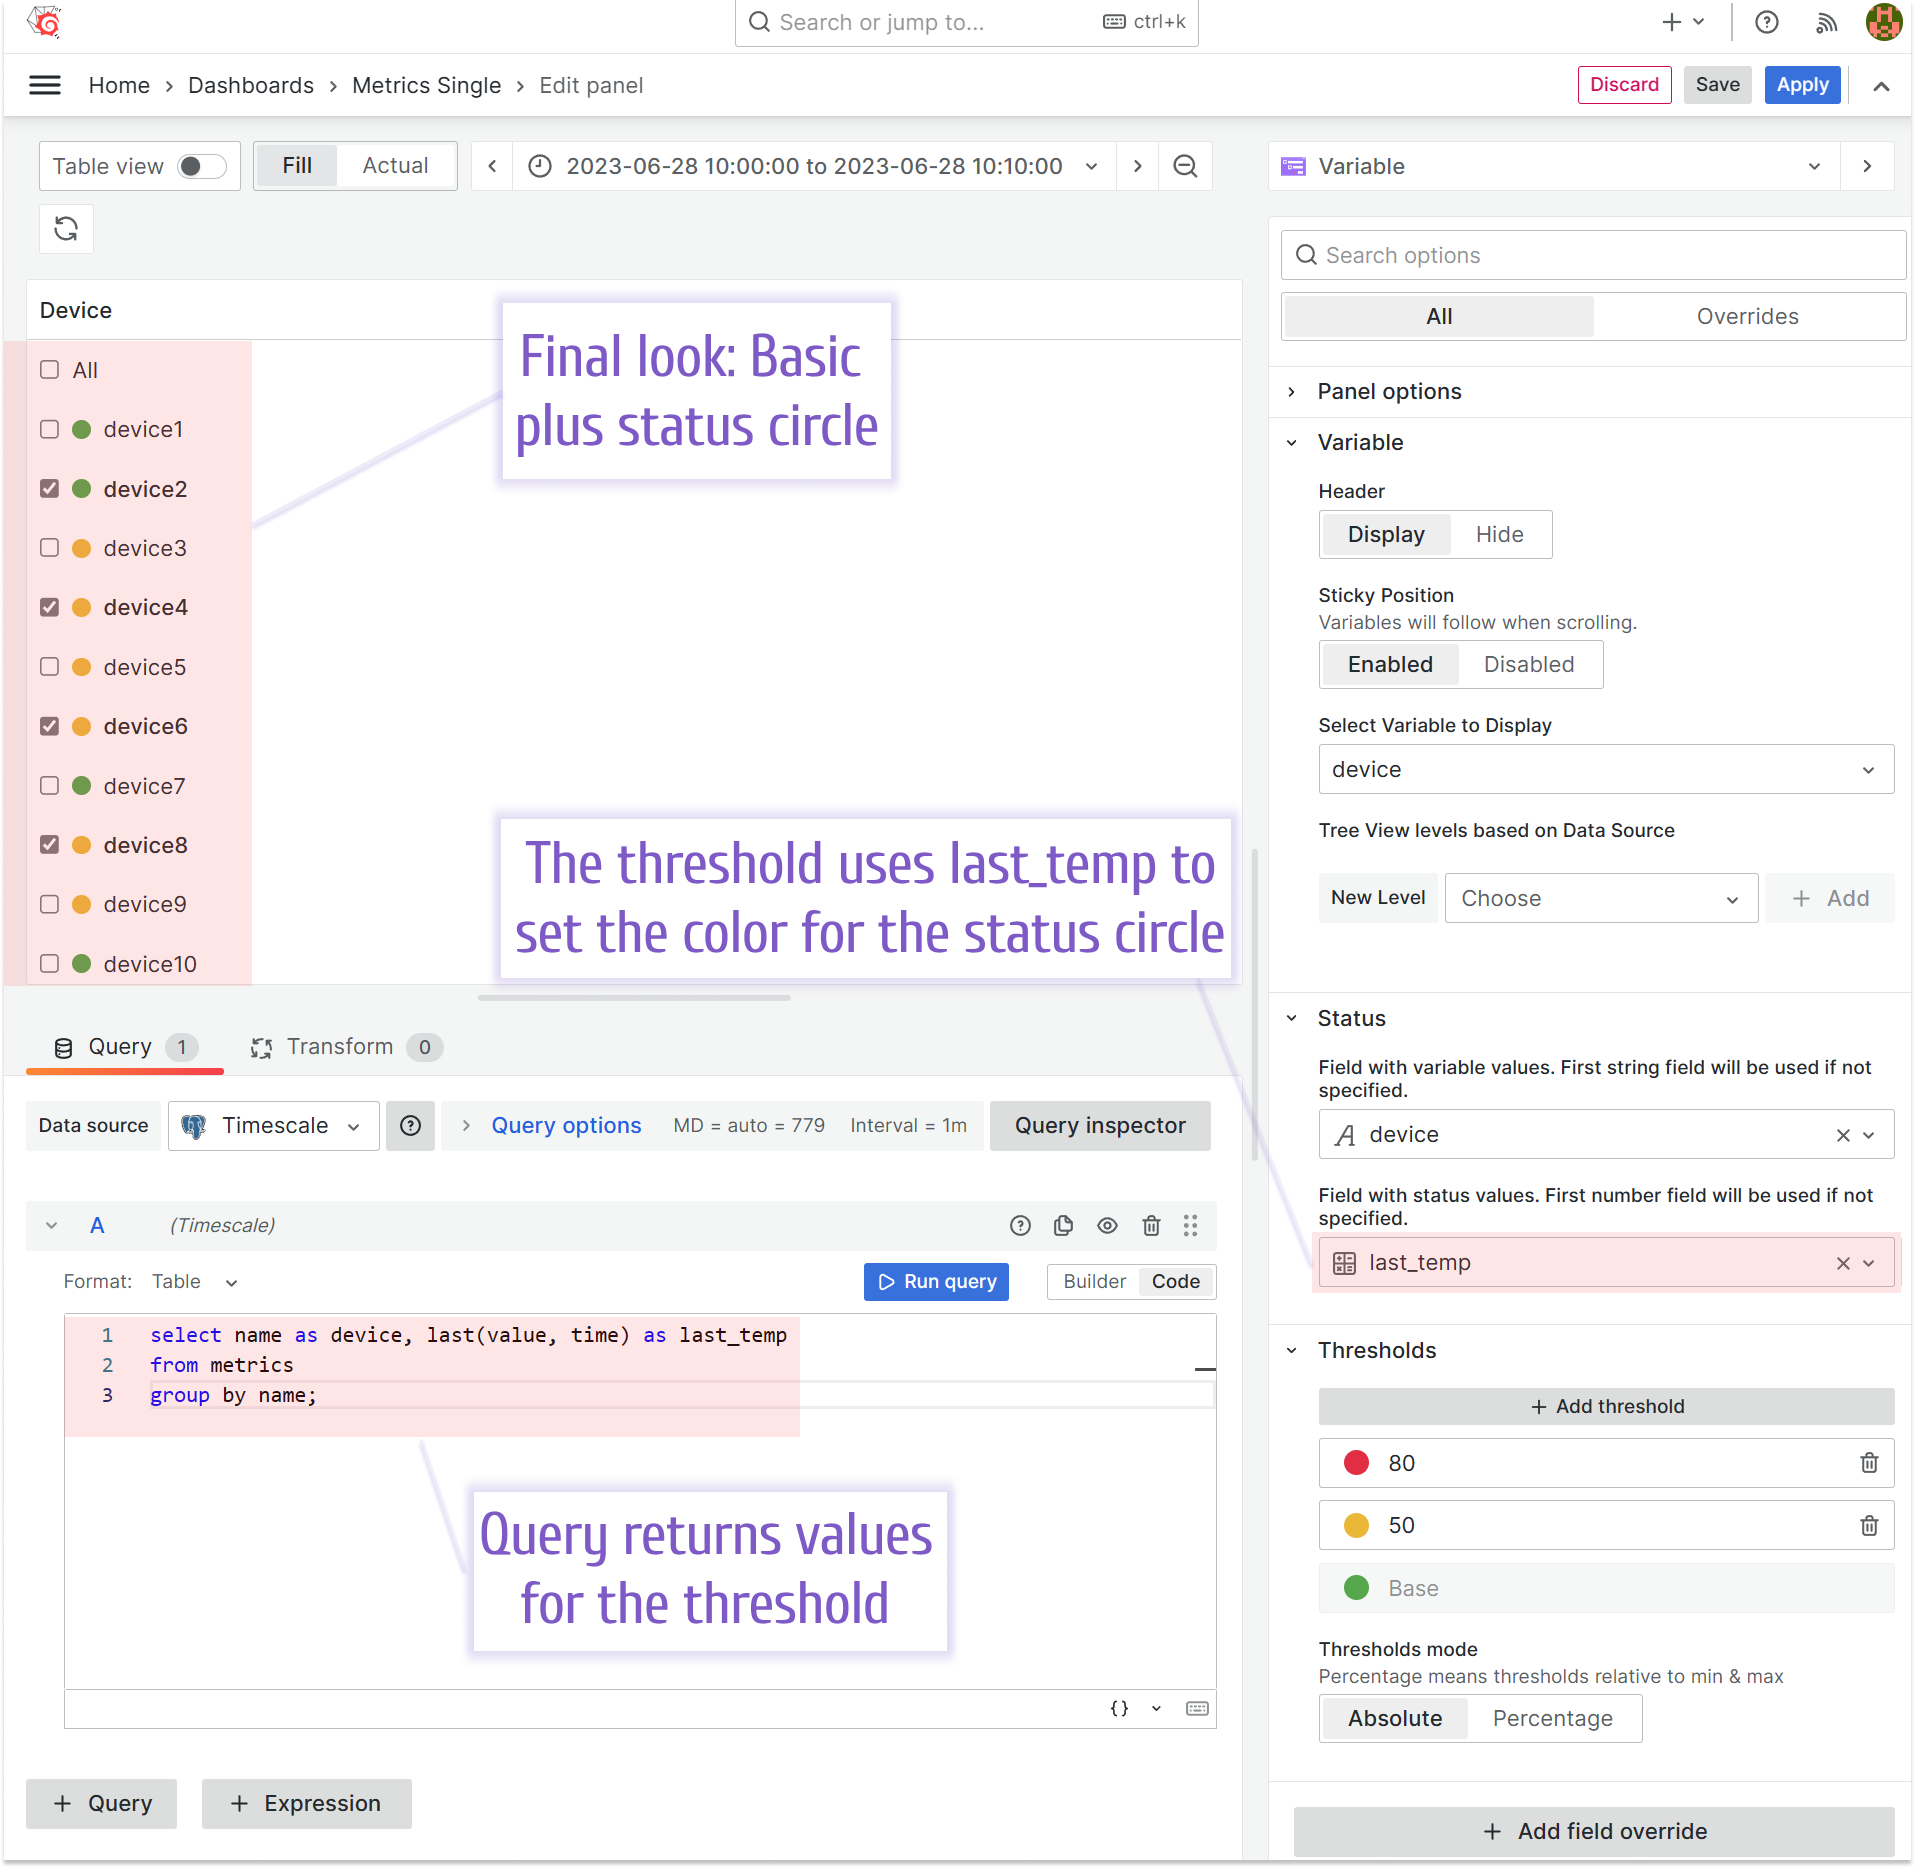 Search or jump to...
ctrl+k
Home › Dashboards › Metrics Single › Edit panel
Discard
Save
Apply
Table view
Fill
Actual
2023-06-28 10:00:00 to 2023-06-28 10:10:00
Variable
Search options
All
Overrides
Device
All
device1
device2
device3
device4
device5
device6
device7
device8
device9
device10
Final look: Basic
plus status circle
The threshold uses last_temp to
set the color for the status circle
Panel options
Variable
Header
Display
Hide
Sticky Position
Variables will follow when scrolling.
Enabled
Disabled
Select Variable to Display
device
Tree View levels based on Data Source
New Level
Choose
+ Add
Status
Field with variable values. First string field will be used if not
specified.
device
Field with status values. First number field will be used if not
specified.
last_temp
Thresholds
+ Add threshold
80
50
Base
Thresholds mode
Percentage means thresholds relative to min & max
Absolute
Percentage
+ Add field override
Query 1
Transform 0
Data source
Timescale
Query options
MD = auto = 779
Interval = 1m
Query inspector
A
(Timescale)
Format: Table
Run query
Builder
Code
1 select name as device, last(value, time) as last_temp
2 from metrics
3 group by name;
Query returns values
for the threshold
{}
+ Query
+ Expression